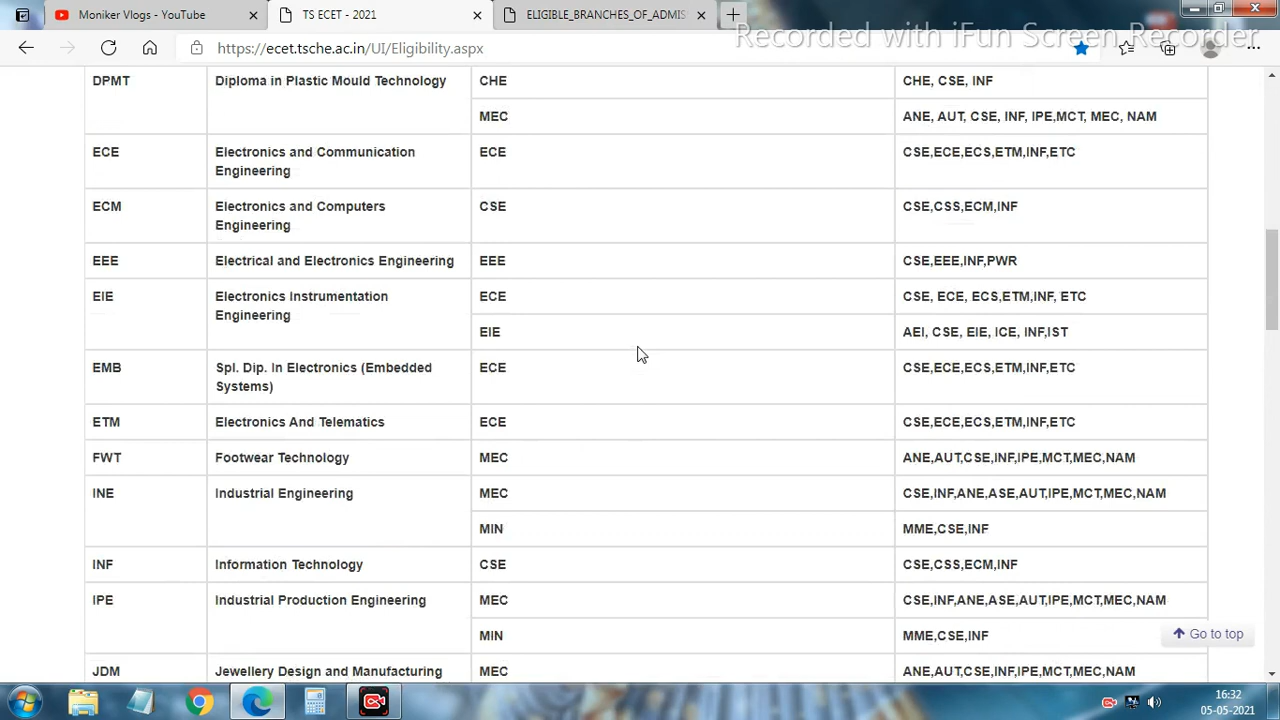 Moniker Vlogs - YouTube
TS ECET - 2021
ELIGIBLE_BRANCHES_OF_ADMIS
Recorded with iFun Screen Recorder
https://ecet.tsche.ac.in/UI/Eligibility.aspx
DPMT Diploma in Plastic Mould Technology CHE CHE, CSE, INF
MEC ANE, AUT, CSE, INF, IPE,MCT, MEC, NAM
ECE Electronics and Communication ECE CSE,ECE,ECS,ETM,INF,ETC
Engineering
ECM Electronics and Computers CSE CSE,CSS,ECM,INF
Engineering
EEE Electrical and Electronics Engineering EEE CSE,EEE,INF,PWR
EIE Electronics Instrumentation ECE CSE, ECE, ECS,ETM,INF, ETC
Engineering
EIE AEI, CSE, EIE, ICE, INF,IST
EMB Spl. Dip. In Electronics (Embedded ECE CSE,ECE,ECS,ETM,INF,ETC
Systems)
ETM Electronics And Telematics ECE CSE,ECE,ECS,ETM,INF,ETC
FWT Footwear Technology MEC ANE,AUT,CSE,INF,IPE,MCT,MEC,NAM
INE Industrial Engineering MEC CSE,INF,ANE,ASE,AUT,IPE,MCT,MEC,NAM
MIN MME,CSE,INF
INF Information Technology CSE CSE,CSS,ECM,INF
IPE Industrial Production Engineering MEC CSE,INF,ANE,ASE,AUT,IPE,MCT,MEC,NAM
MIN MME,CSE,INF
Go to top
JDM Jewellery Design and Manufacturing MEC ANE,AUT,CSE,INF,IPE,MCT,MEC,NAM
16:32
05-05-2021